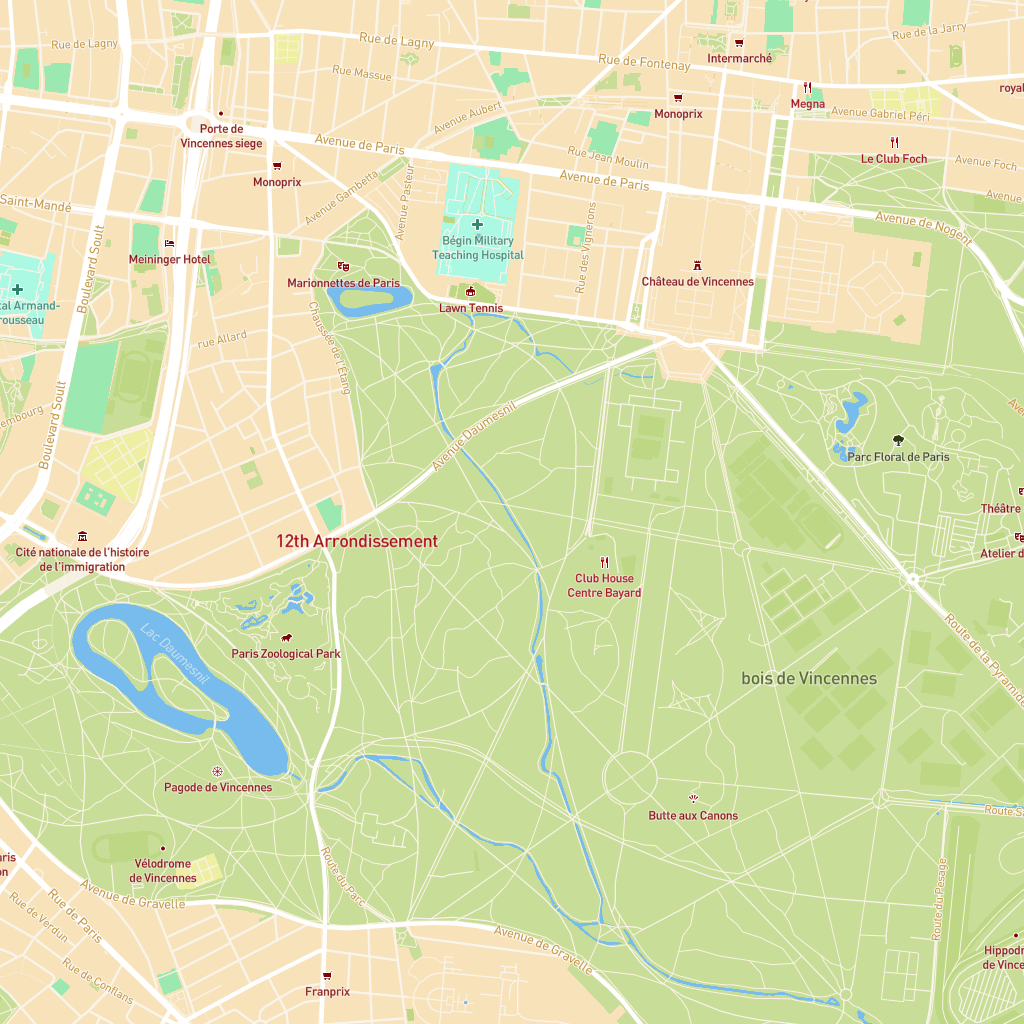 Rue de Lagny
Rue de Lagny
Rue Massue
Rue de Fontenay
Intermarché
Rue de la Jarry
Monoprix
Megna
Avenue Gabriel Péri
Avenue Aubert
Porte de
Vincennes siege
Avenue de Paris
Rue Jean Moulin
Le Club Foch
Avenue Foch
Monoprix
Avenue Gambetta
Avenue Pasteur
Avenue de Paris
Saint-Mandé
Avenue de Nogent
Boulevard Soult
Meininger Hotel
Bégin Military
Teaching Hospital
Rue des Vignerons
Marionnettes de Paris
Château de Vincennes
Lawn Tennis
Chaussée de l'Étang
rue Allard
Boulevard Soult
Avenue Daumesnil
Parc Floral de Paris
Théâtre
12th Arrondissement
Cité nationale de l'histoire
de l'immigration
Atelier
Club House
Centre Bayard
Lac Daumesnil
Paris Zoological Park
bois de Vincennes
Route de la Pyramide
Pagode de Vincennes
Butte aux Canons
Route
Vélodrome
de Vincennes
Route du Parc
Route du Pesage
Avenue de Gravelle
Rue de Paris
Rue de Verdun
Avenue de Gravelle
Rue de Conflans
Franprix